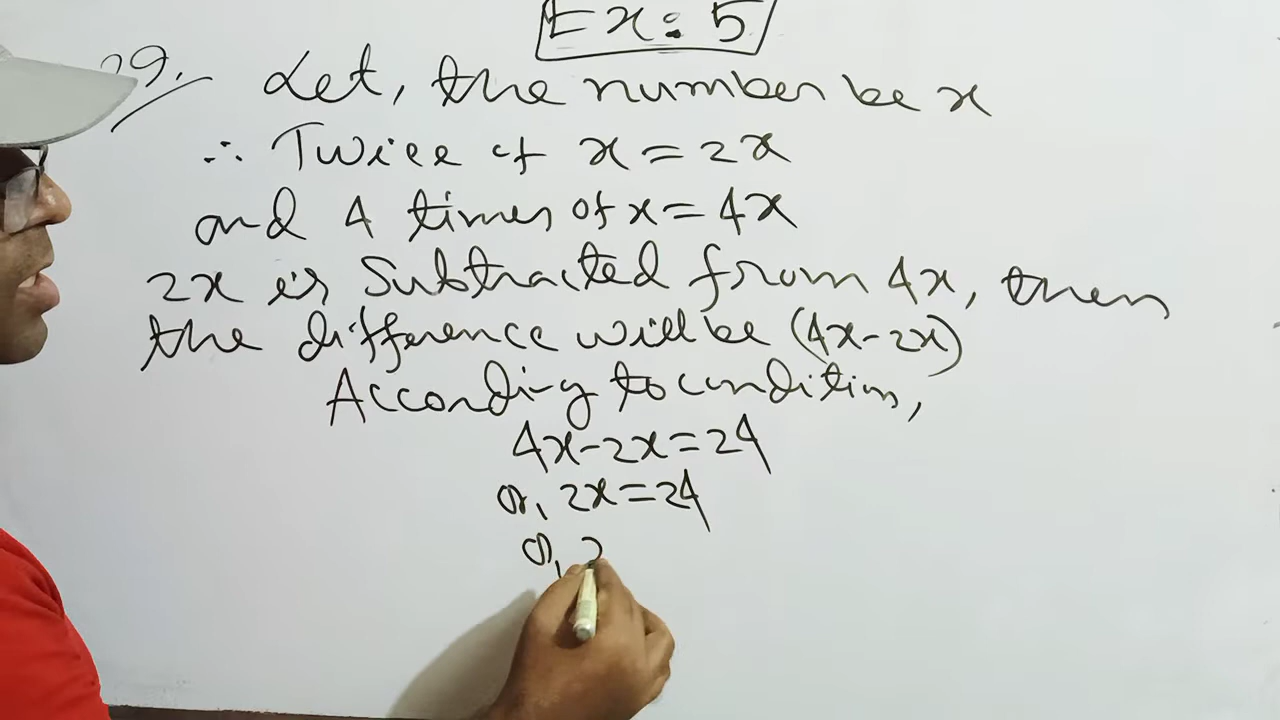 Ex: 5
29. Let, the number be x
∴ Twice of x = 2x
and 4 times of x = 4x
2x is subtracted from 4x, then
the difference will be (4x-2x)
According to condition,
4x-2x=24
or, 2x=24
or,